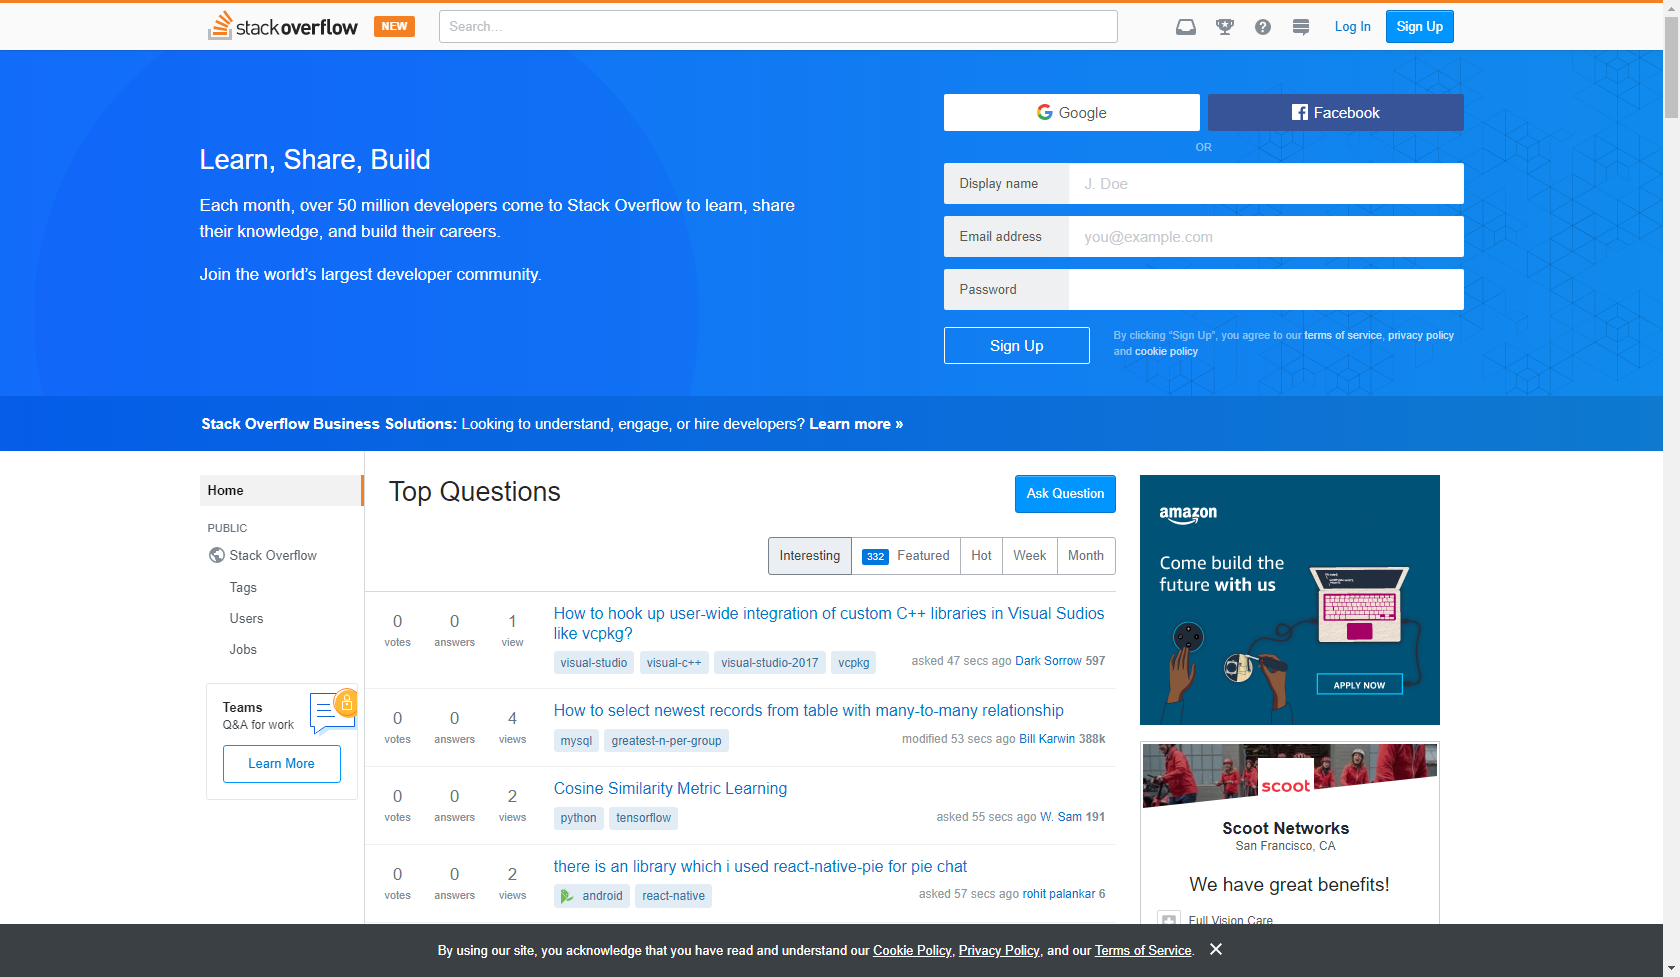 stackoverflow NEW Search... Log In Sign Up
Google Facebook
OR
Learn, Share, Build
Each month, over 50 million developers come to Stack Overflow to learn, share
their knowledge, and build their careers.
Join the world's largest developer community.
Display name J. Doe
Email address you@example.com
Password
Sign Up
By clicking "Sign Up", you agree to our terms of service, privacy policy
and cookie policy
Stack Overflow Business Solutions: Looking to understand, engage, or hire developers? Learn more »
Home
PUBLIC
Stack Overflow
Tags
Users
Jobs
Teams
Q&A for work
Learn More
Top Questions
Ask Question
Interesting 332 Featured Hot Week Month
0 votes 0 answers 1 view
How to hook up user-wide integration of custom C++ libraries in Visual Sudios
like vcpkg?
visual-studio visual-c++ visual-studio-2017 vcpkg
asked 47 secs ago Dark Sorrow 597
0 votes 0 answers 4 views
How to select newest records from table with many-to-many relationship
mysql greatest-n-per-group
modified 53 secs ago Bill Karwin 388k
0 votes 0 answers 2 views
Cosine Similarity Metric Learning
python tensorflow
asked 55 secs ago W. Sam 191
0 votes 0 answers 2 views
there is an library which i used react-native-pie for pie chat
android react-native
asked 57 secs ago rohit palankar 6
amazon
Come build the
future with us
APPLY NOW
scoot
Scoot Networks
San Francisco, CA
We have great benefits!
Full Vision Care
By using our site, you acknowledge that you have read and understand our Cookie Policy, Privacy Policy, and our Terms of Service.